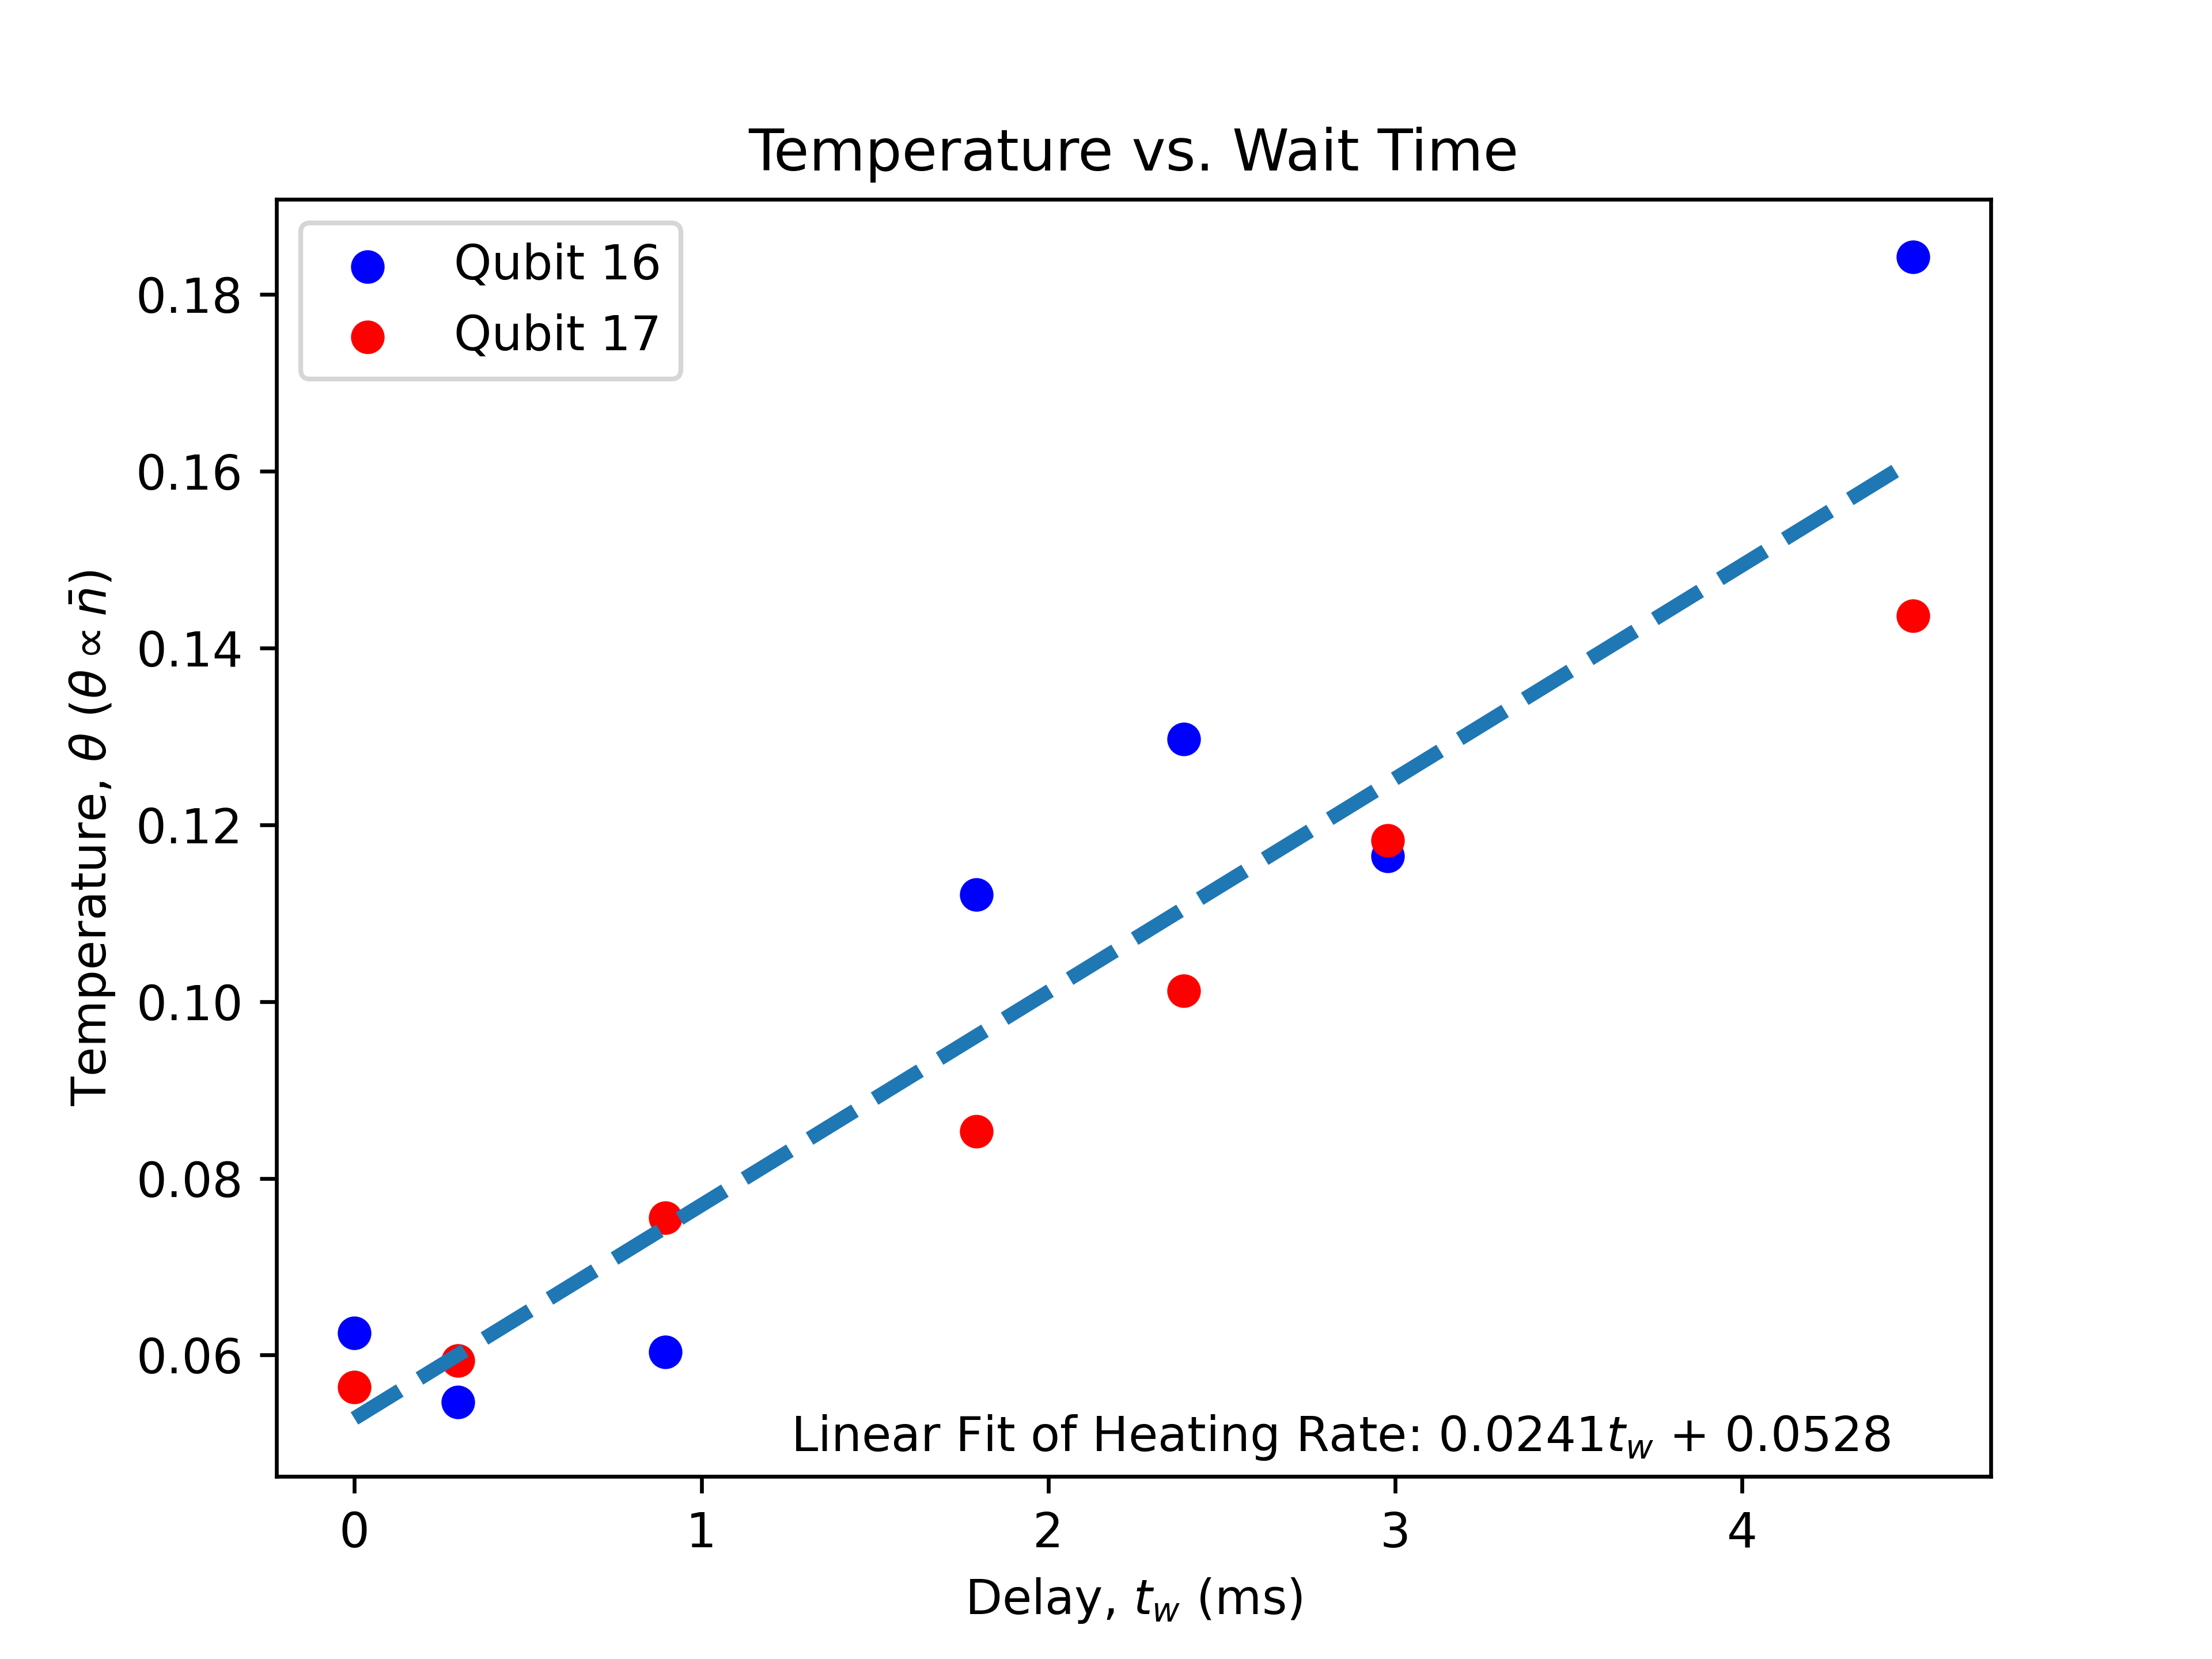 Temperature vs. Wait Time
Qubit 16
Qubit 17
Temperature, θ (θ ∝ n̄)
0.18
0.16
0.14
0.12
0.10
0.08
0.06
Linear Fit of Heating Rate: 0.0241t_w + 0.0528
0 1 2 3 4
Delay, t_w (ms)